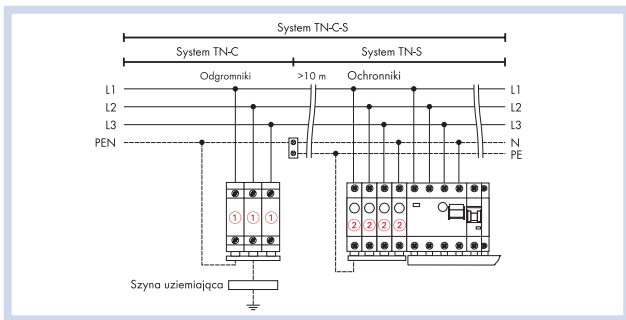 System TN-C-S
System TN-C System TN-S
Odgromniki >10 m Ochronniki
L1 L1
L2 L2
L3 L3
PEN N
PE
1 1 1 2 2 2 2
Szyna uziemiająca